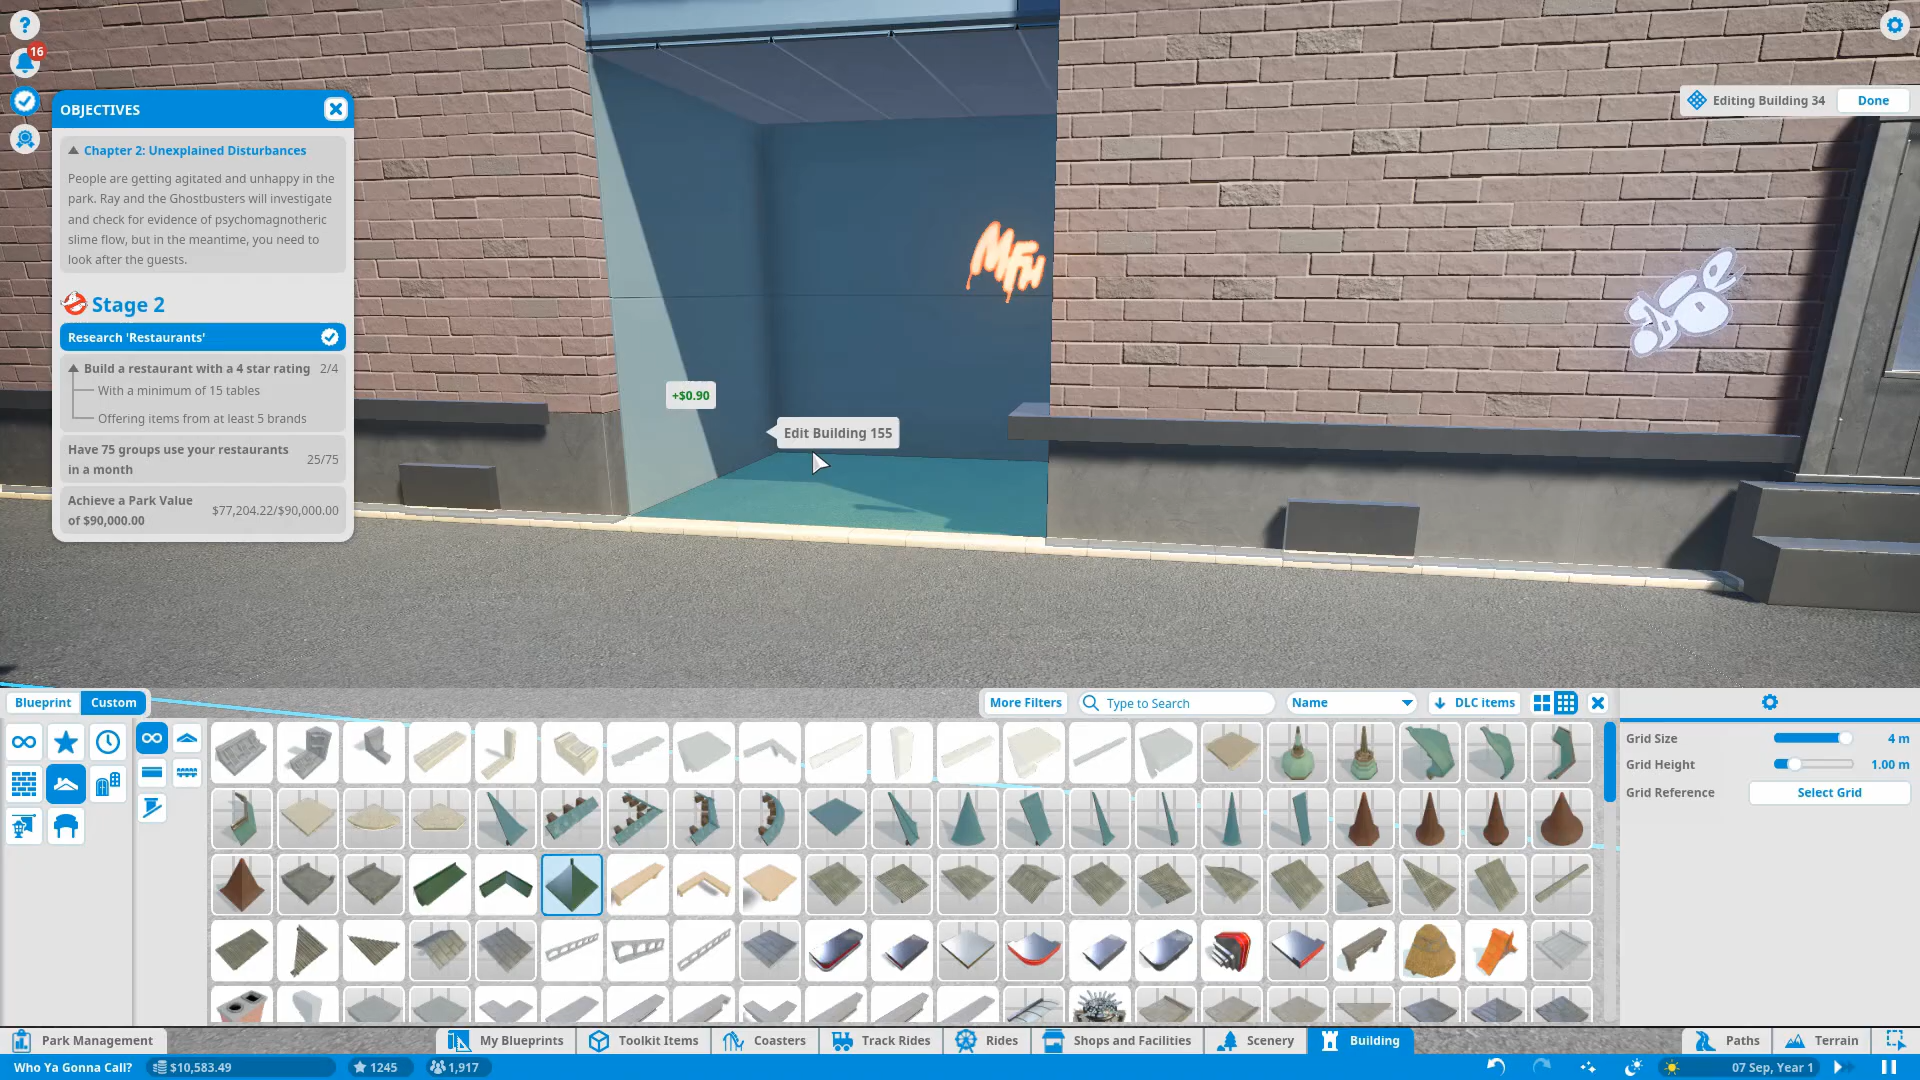 ?
16
OBJECTIVES
Chapter 2: Unexplained Disturbances
People are getting agitated and unhappy in the
park. Ray and the Ghostbusters will investigate
and check for evidence of psychomagnotheric
slime flow, but in the meantime, you need to
look after the guests.
Stage 2
Research 'Restaurants'
Build a restaurant with a 4 star rating 2/4
With a minimum of 15 tables
Offering items from at least 5 brands
Have 75 groups use your restaurants
in a month 25/75
Achieve a Park Value
of $90,000.00 $77,204.22/$90,000.00
Editing Building 34 Done
MFH
+$0.90
Edit Building 155
Blueprint Custom More Filters Type to Search Name DLC items
Grid Size 4 m
Grid Height 1.00 m
Grid Reference Select Grid
Park Management My Blueprints Toolkit Items Coasters Track Rides Rides Shops and Facilities Scenery Building Paths Terrain
Who Ya Gonna Call? $10,583.49 1245 1,917 07 Sep, Year 1